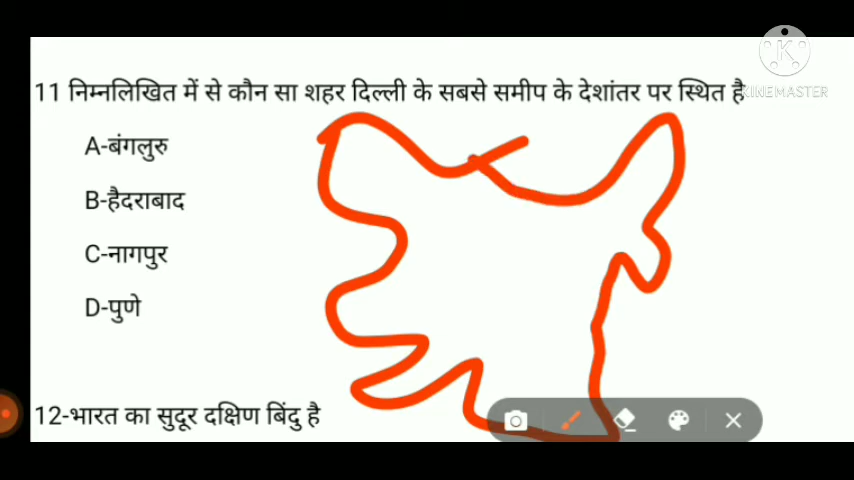 K
KINEMASTER
11 निम्नलिखित में से कौन सा शहर दिल्ली के सबसे समीप के देशांतर पर स्थित है
A-बंगलुरु
B-हैदराबाद
C-नागपुर
D-पुणे
12-भारत का सुदूर दक्षिण बिंदु है